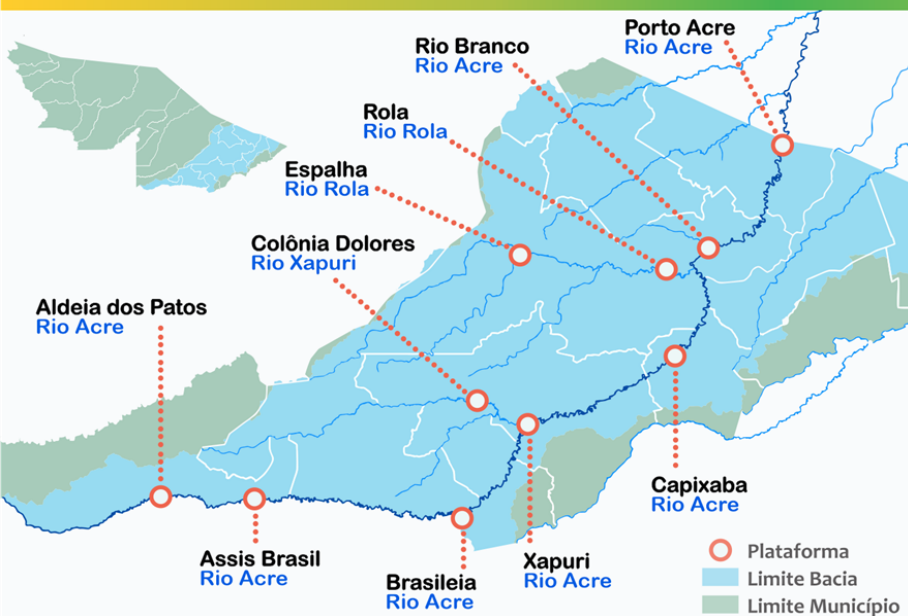 Porto Acre
Rio Acre
Rio Branco
Rio Acre
Rola
Rio Rola
Espalha
Rio Rola
Colônia Dolores
Rio Xapuri
Aldeia dos Patos
Rio Acre
Capixaba
Rio Acre
Assis Brasil
Rio Acre
Brasileia
Rio Acre
Xapuri
Rio Acre
Plataforma
Limite Bacia
Limite Município